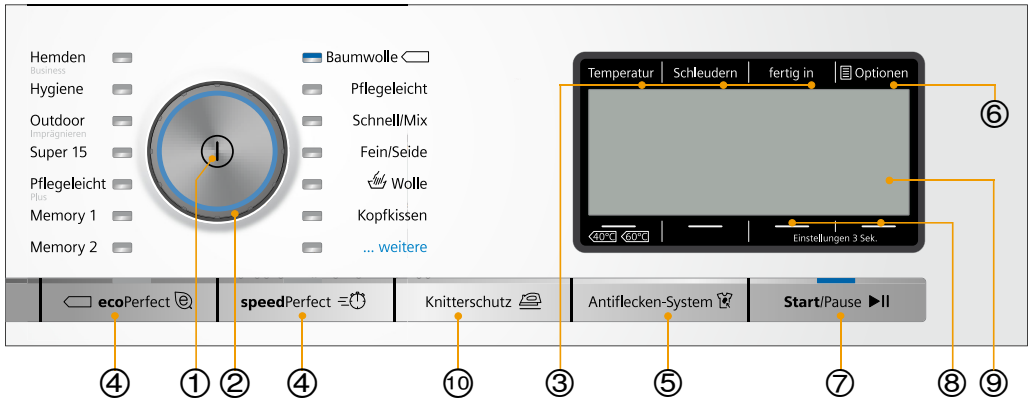 Hemden
Business
Hygiene
Outdoor
Imprägnieren
Super 15
Pflegeleicht
Plus
Memory 1
Memory 2
Baumwolle
Pflegeleicht
Schnell/Mix
Fein/Seide
Wolle
Kopfkissen
... weitere
Temperatur Schleudern fertig in Optionen
40°C 60°C Einstellungen 3 Sek.
ecoPerfect e speedPerfect Knitterschutz Antiflecken-System Start/Pause
⑥
⑨
④ ① ② ④ ⑩ ③ ⑤ ⑦ ⑧